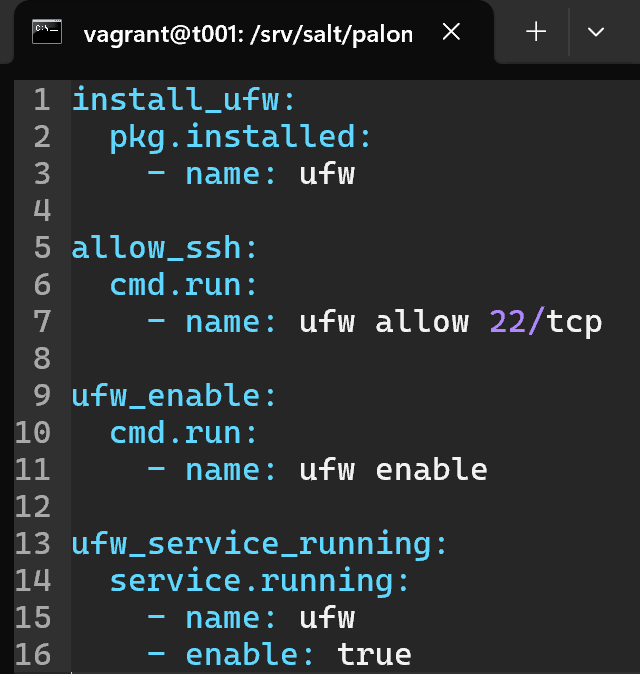 vagrant@t001: /srv/salt/palon
1 install_ufw:
2   pkg.installed:
3     - name: ufw
4
5 allow_ssh:
6   cmd.run:
7     - name: ufw allow 22/tcp
8
9 ufw_enable:
10   cmd.run:
11     - name: ufw enable
12
13 ufw_service_running:
14   service.running:
15     - name: ufw
16     - enable: true